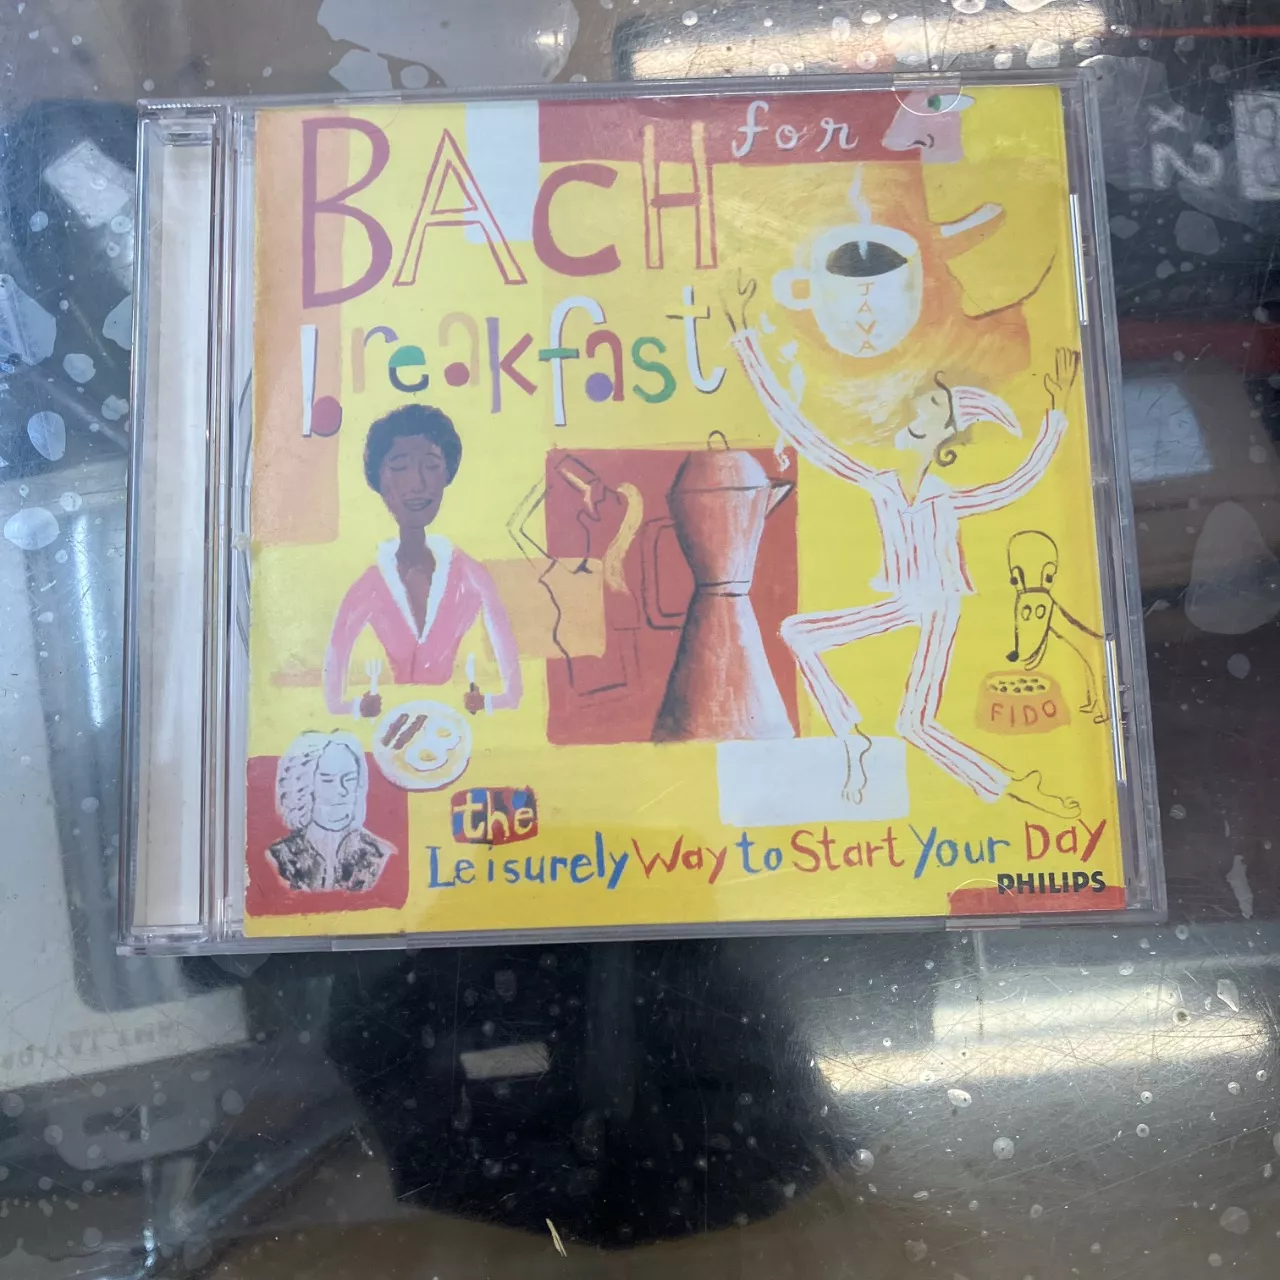 BACH for
breakfast
JAVA
FIDO
the
Leisurely Way to Start Your Day
PHILIPS